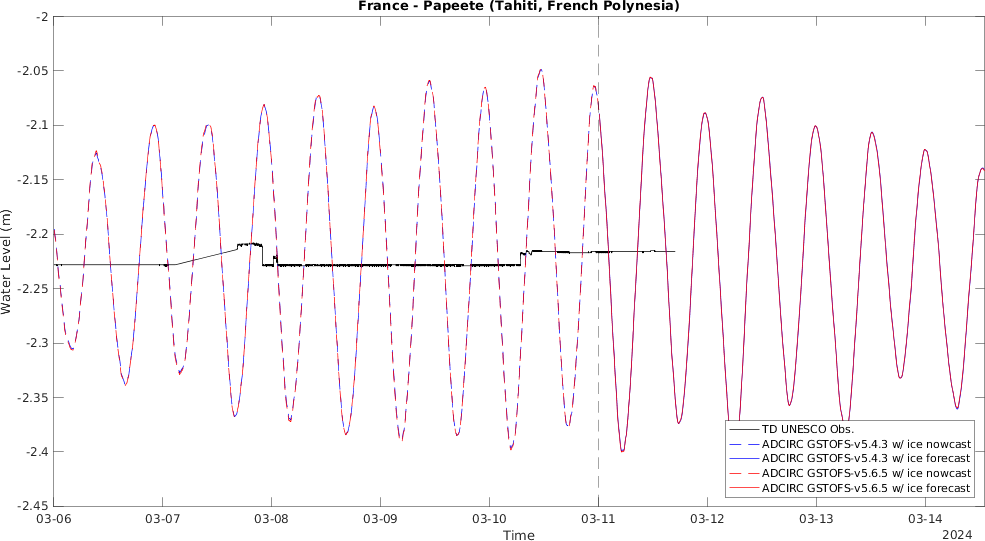 France - Papeete (Tahiti, French Polynesia)
Water Level (m)
-2
-2.05
-2.1
-2.15
-2.2
-2.25
-2.3
-2.35
-2.4
-2.45
TD UNESCO Obs.
ADCIRC GSTOFS-v5.4.3 w/ ice nowcast
ADCIRC GSTOFS-v5.4.3 w/ ice forecast
ADCIRC GSTOFS-v5.6.5 w/ ice nowcast
ADCIRC GSTOFS-v5.6.5 w/ ice forecast
03-06 03-07 03-08 03-09 03-10 03-11 03-12 03-13 03-14
Time
2024